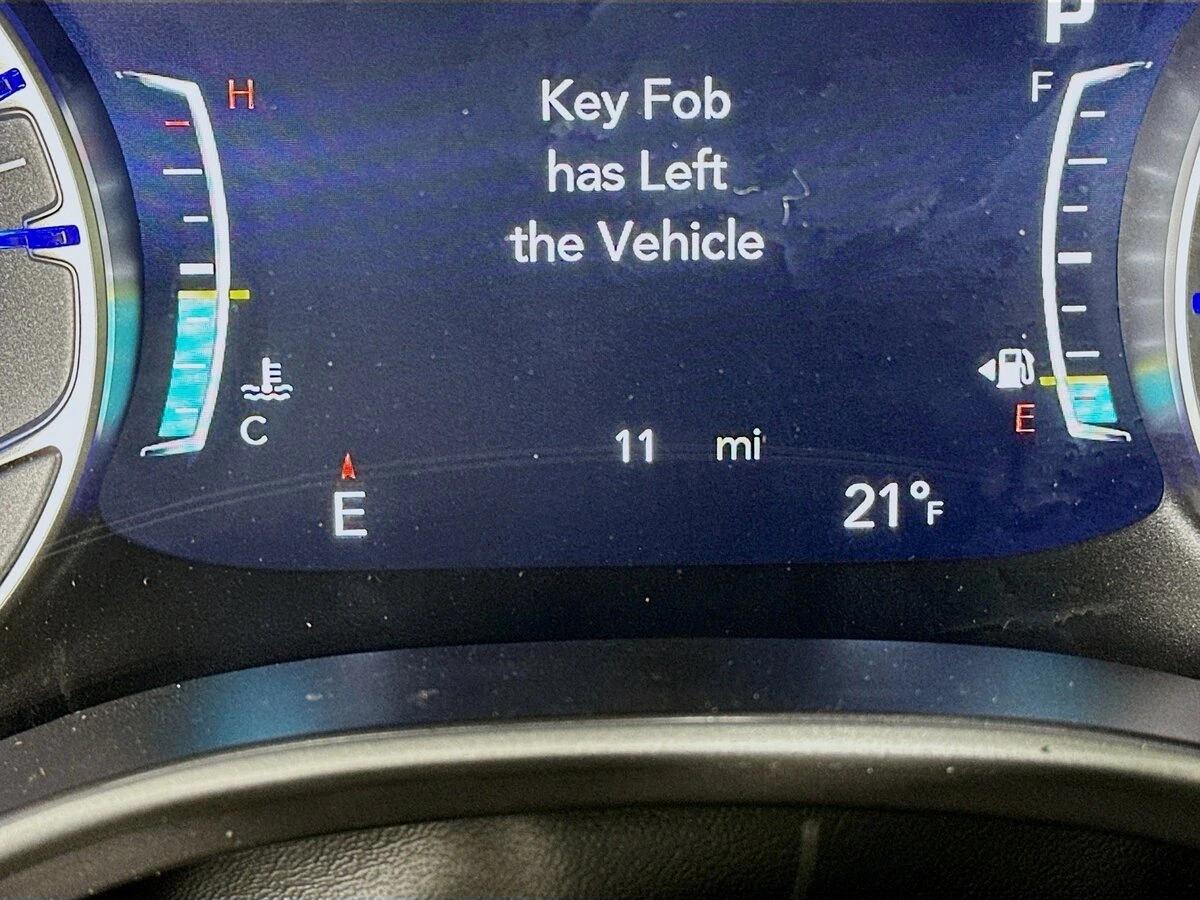 P
H
F
Key Fob
has Left
the Vehicle
C
E
11 mi
E
21°F